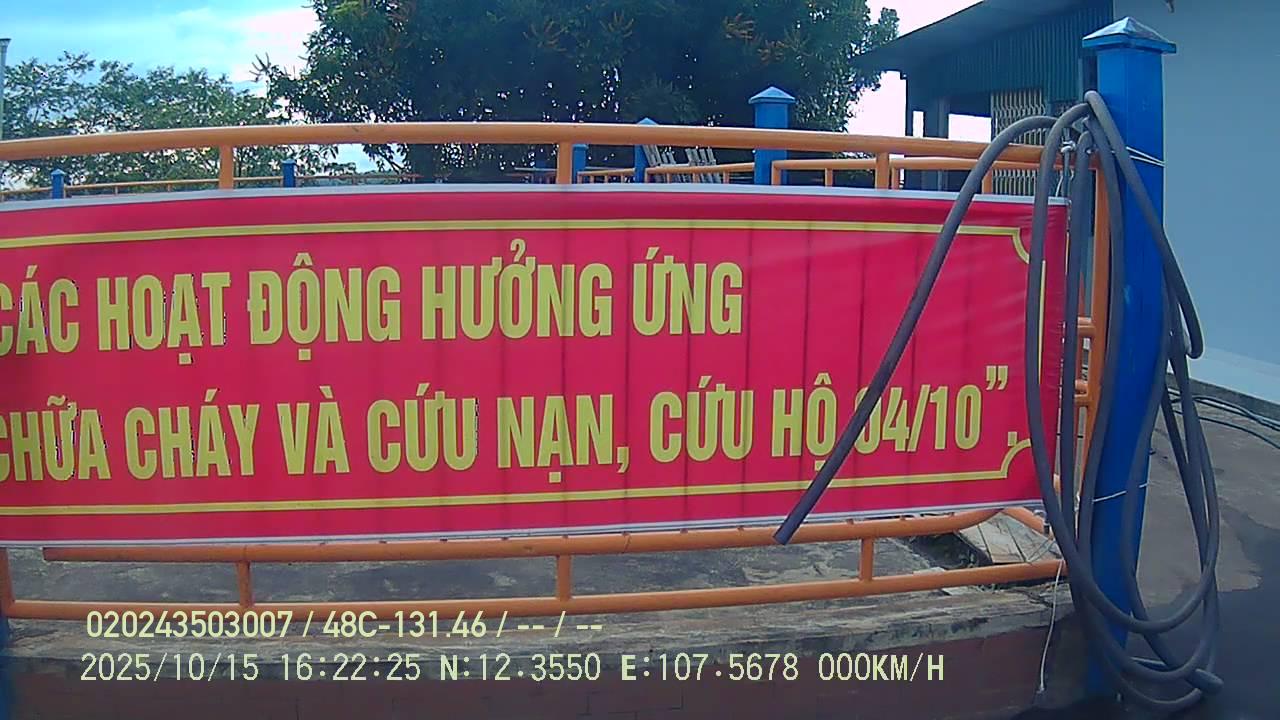 CÁC HOẠT ĐỘNG HƯỞNG ỨNG
CHỮA CHÁY VÀ CỨU NẠN, CỨU HỘ 04/10”.
020243503007 / 48C-131.46 / -- / --
2025/10/15 16:22:25 N:12.3550 E:107.5678 000KM/H